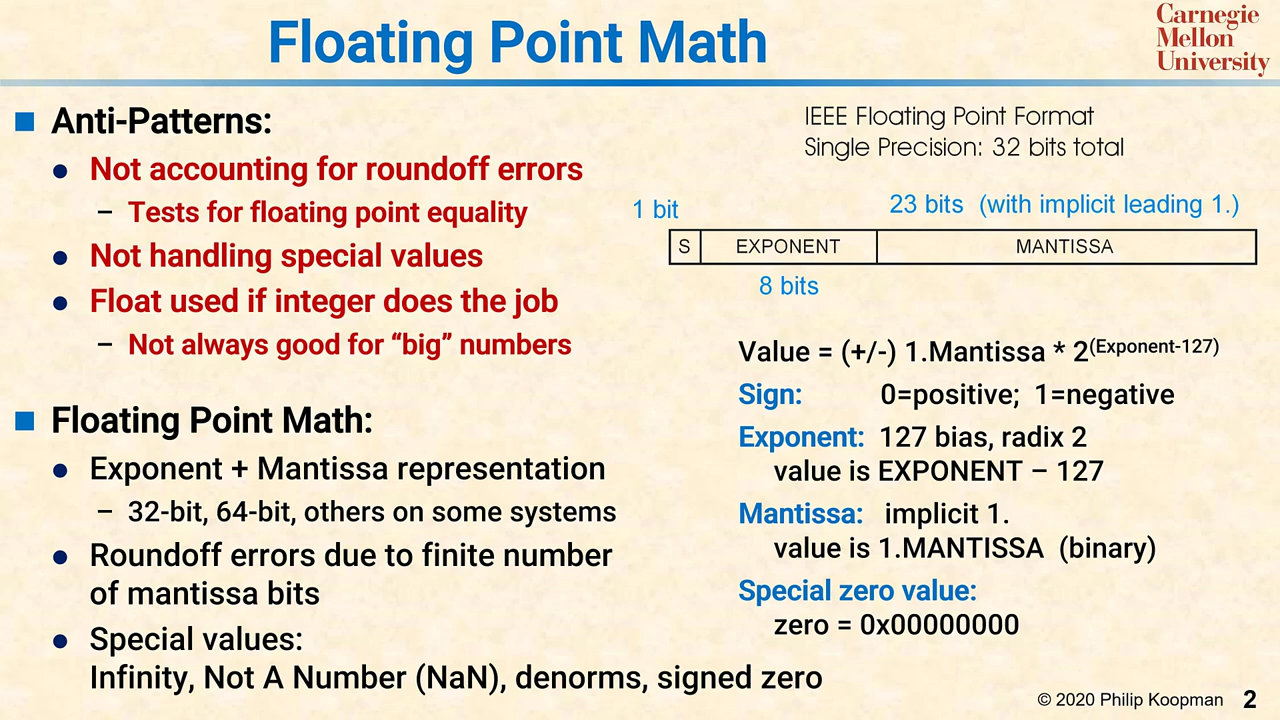 Floating Point Math
Carnegie
Mellon
University
Anti-Patterns:
Not accounting for roundoff errors
– Tests for floating point equality
Not handling special values
Float used if integer does the job
– Not always good for “big” numbers
Floating Point Math:
Exponent + Mantissa representation
– 32-bit, 64-bit, others on some systems
Roundoff errors due to finite number
of mantissa bits
Special values:
Infinity, Not A Number (NaN), denorms, signed zero
IEEE Floating Point Format
Single Precision: 32 bits total
1 bit
23 bits (with implicit leading 1.)
S EXPONENT MANTISSA
8 bits
Value = (+/-) 1.Mantissa * 2(Exponent-127)
Sign: 0=positive; 1=negative
Exponent: 127 bias, radix 2
value is EXPONENT – 127
Mantissa: implicit 1.
value is 1.MANTISSA (binary)
Special zero value:
zero = 0x00000000
© 2020 Philip Koopman 2